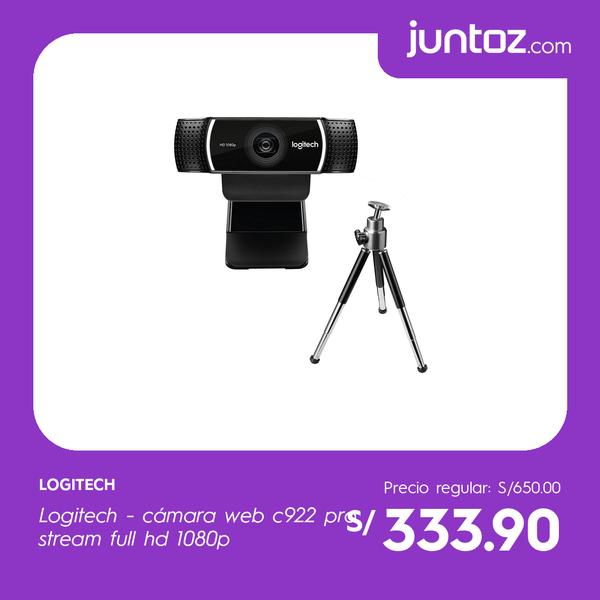 juntoz.com
HD 1080p
logitech
LOGITECH
Logitech - cámara web c922 pro
stream full hd 1080p
Precio regular: S/650.00
S/ 333.90